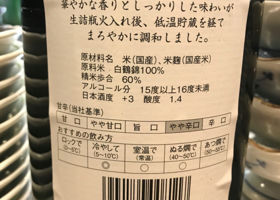 華やかな香りとしっかりした味わいが
生詰瓶火入れ後、低温貯蔵を経て
まろやかに調和しました。
原材料名 米(国産)、米麹(国産米)
原料米 白鶴錦100%
精米歩合 60%
アルコール分 15度以上16度未満
日本酒度 +3 酸度 1.4
甘辛(当社基準)
甘口 やや甘口 旨口 やや辛口 辛口
おすすめの飲み方
ロックで 冷やして 室温で ぬる燗で あつ燗で
(0~5℃) (5~10℃) (常温) (40~50℃) (50~55℃)
○ ◎ ○ ○